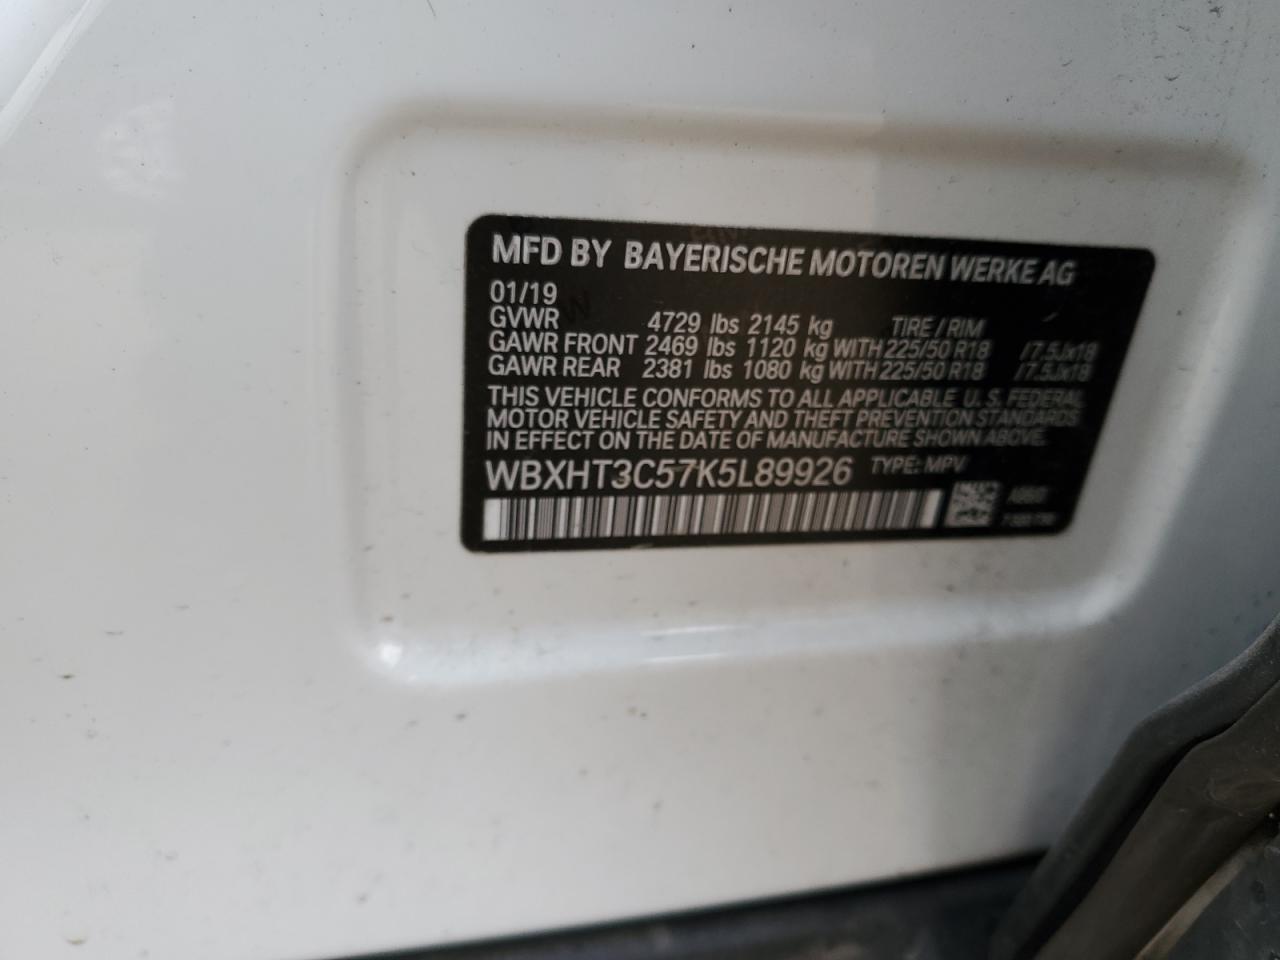 MFD BY BAYERISCHE MOTOREN WERKE AG
01/19
GVWR 4729 lbs 2145 kg TIRE / RIM
GAWR FRONT 2469 lbs 1120 kg WITH 225/50 R18 /7.5Jx18
GAWR REAR 2381 lbs 1080 kg WITH 225/50 R18 /7.5Jx18
THIS VEHICLE CONFORMS TO ALL APPLICABLE U.S. FEDERAL
MOTOR VEHICLE SAFETY AND THEFT PREVENTION STANDARDS
IN EFFECT ON THE DATE OF MANUFACTURE SHOWN ABOVE.
WBXHT3C57K5L89926 TYPE: MPV